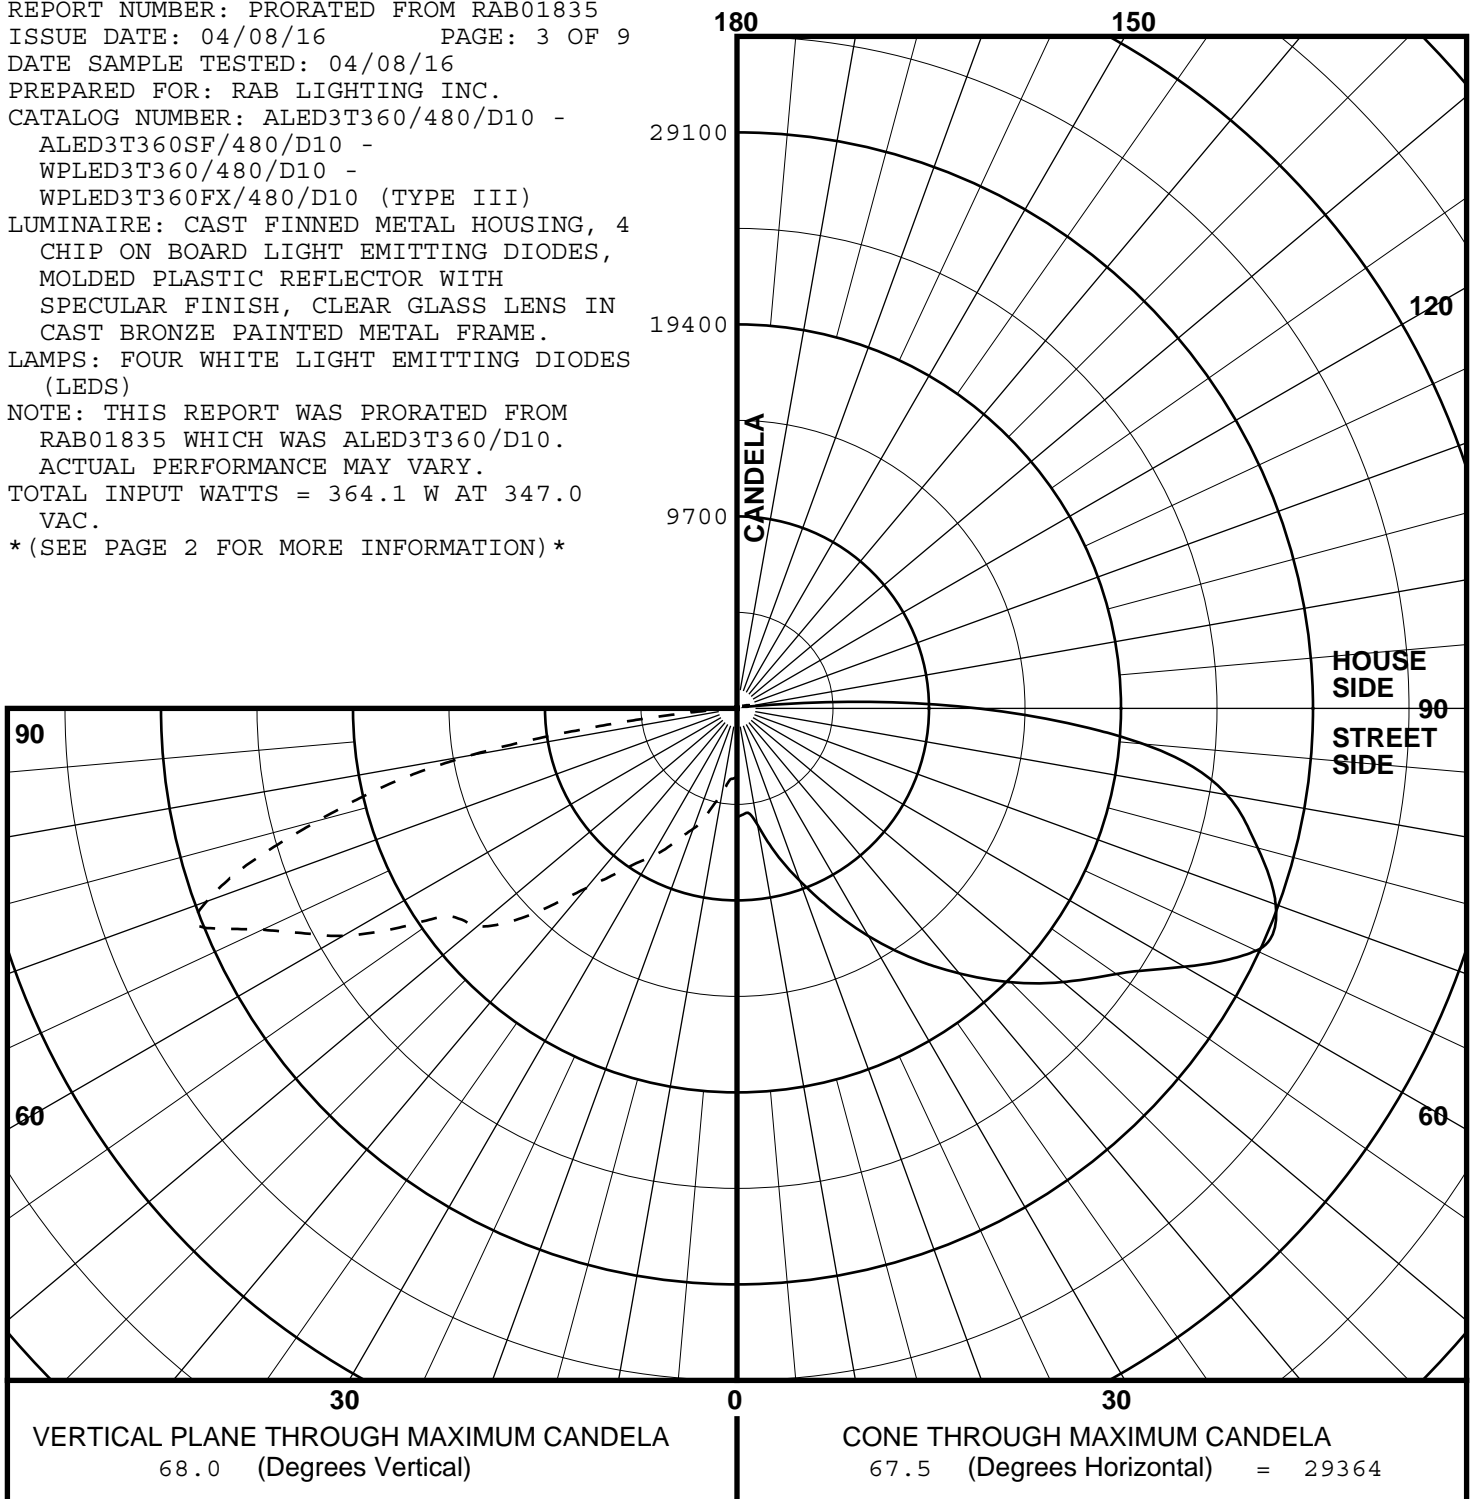 REPORT NUMBER: PRORATED FROM RAB01835
ISSUE DATE: 04/08/16 PAGE: 3 OF 9
DATE SAMPLE TESTED: 04/08/16
PREPARED FOR: RAB LIGHTING INC.
CATALOG NUMBER: ALED3T360/480/D10 -
ALED3T360SF/480/D10 -
WPLED3T360/480/D10 -
WPLED3T360FX/480/D10 (TYPE III)
LUMINAIRE: CAST FINNED METAL HOUSING, 4
CHIP ON BOARD LIGHT EMITTING DIODES,
MOLDED PLASTIC REFLECTOR WITH
SPECULAR FINISH, CLEAR GLASS LENS IN
CAST BRONZE PAINTED METAL FRAME.
LAMPS: FOUR WHITE LIGHT EMITTING DIODES
(LEDS)
NOTE: THIS REPORT WAS PRORATED FROM
RAB01835 WHICH WAS ALED3T360/D10.
ACTUAL PERFORMANCE MAY VARY.
TOTAL INPUT WATTS = 364.1 W AT 347.0
VAC.
*(SEE PAGE 2 FOR MORE INFORMATION)*
180
150
29100
120
19400
CANDELA
9700
HOUSE
SIDE
90
90
STREET
SIDE
60
60
30
0
30
VERTICAL PLANE THROUGH MAXIMUM CANDELA
68.0 (Degrees Vertical)
CONE THROUGH MAXIMUM CANDELA
67.5 (Degrees Horizontal) = 29364